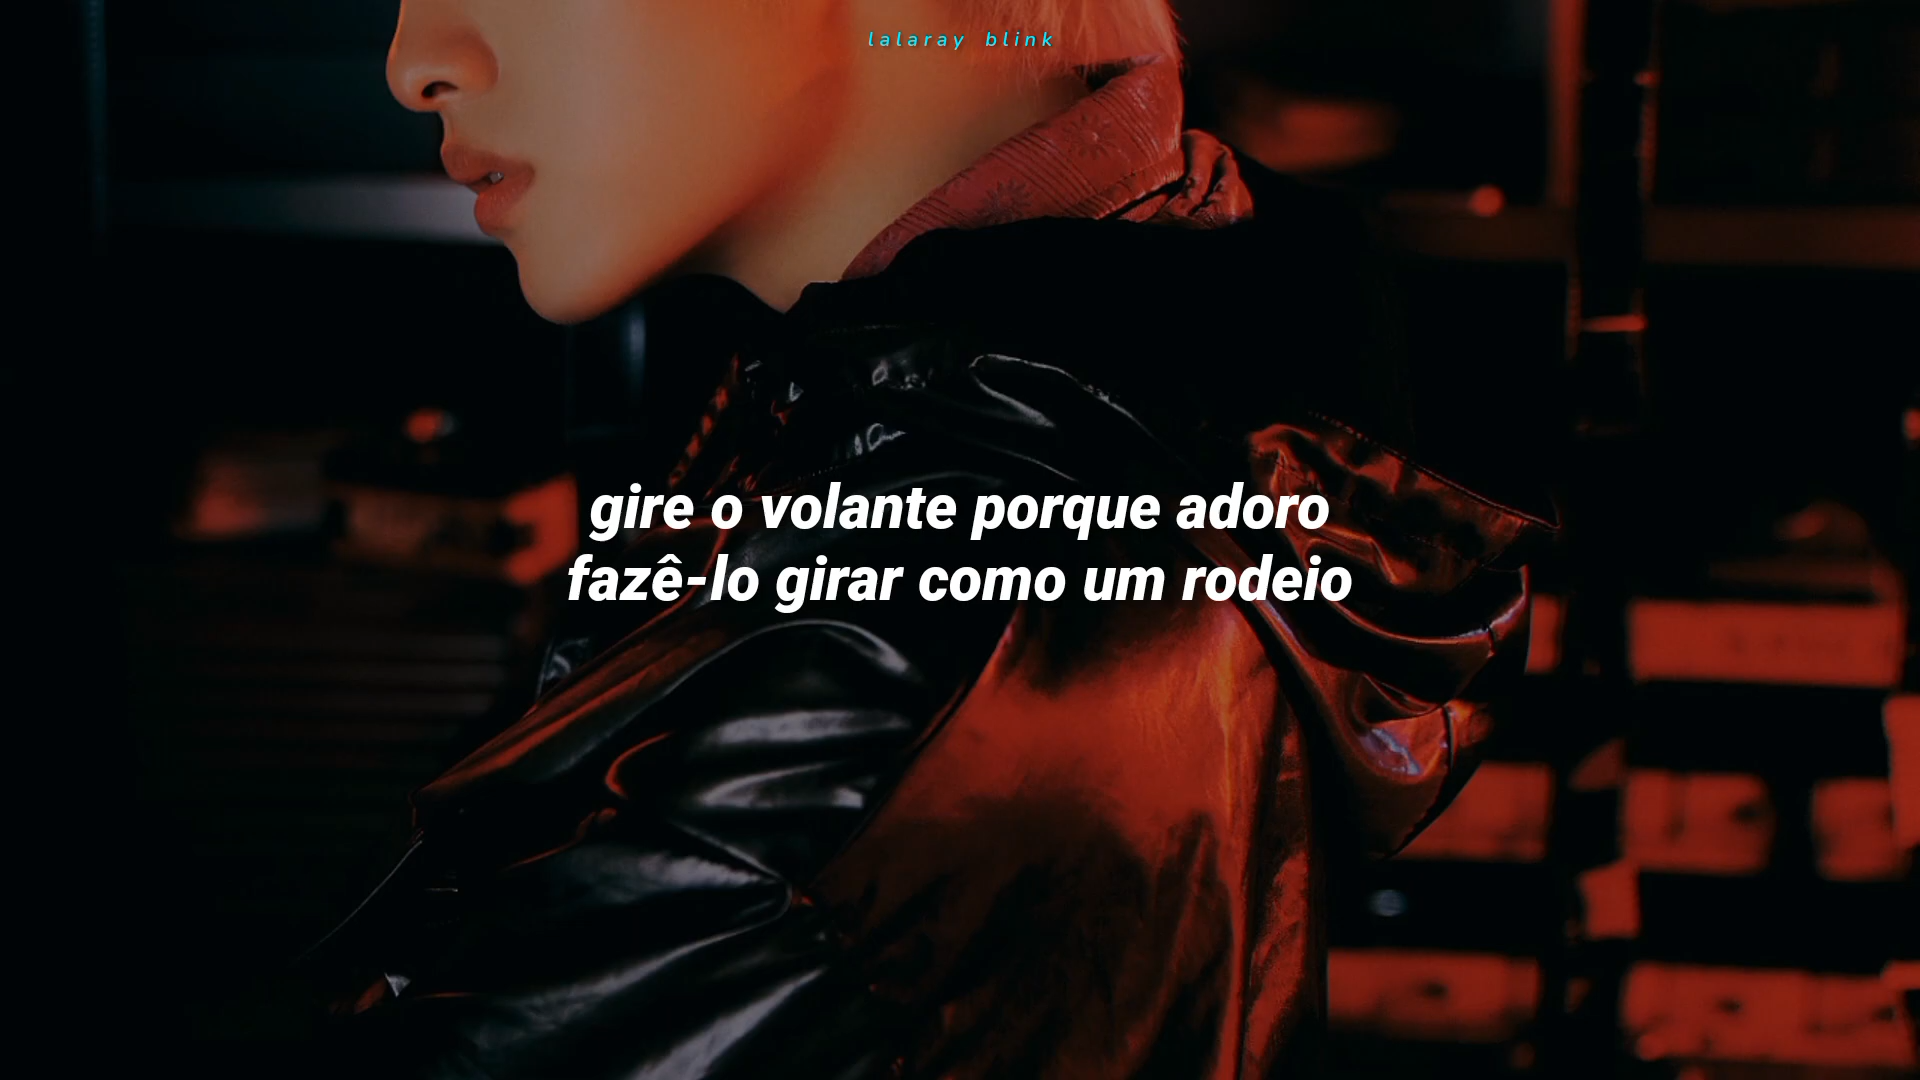 lalaray blink
gire o volante porque adoro
fazê-lo girar como um rodeio